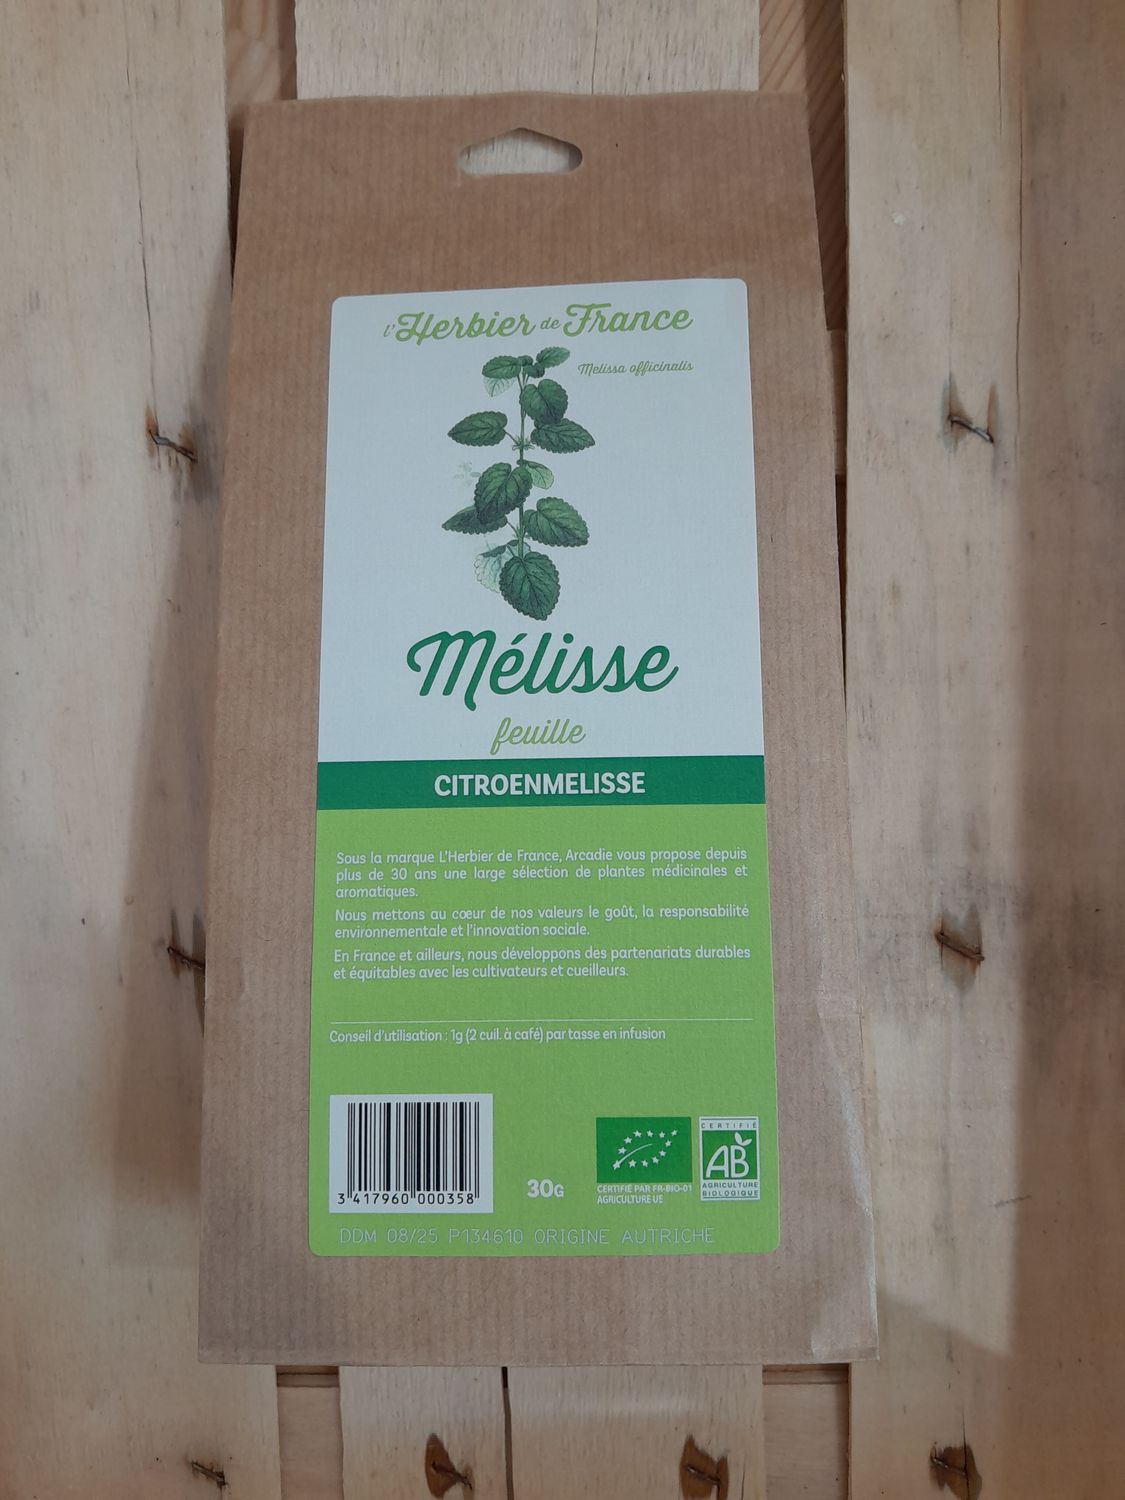 l'Herbier de France
Melissa officinalis
Mélisse
feuille
CITROENMELISSE
Sous la marque L'Herbier de France, Arcadie vous propose depuis
plus de 30 ans une large sélection de plantes médicinales et
aromatiques.
Nous mettons au cœur de nos valeurs le goût, la responsabilité
environnementale et l'innovation sociale.
En France et ailleurs, nous développons des partenariats durables
et équitables avec les cultivateurs et cueilleurs.
Conseil d'utilisation : 1g (2 cuil. à café) par tasse en infusion
3 417960 000358
30G
CERTIFIÉ PAR FR-BIO-01
AGRICULTURE UE
CERTIFIÉ
AB
AGRICULTURE
BIOLOGIQUE
DDM 08/25 P134610 ORIGINE AUTRICHE